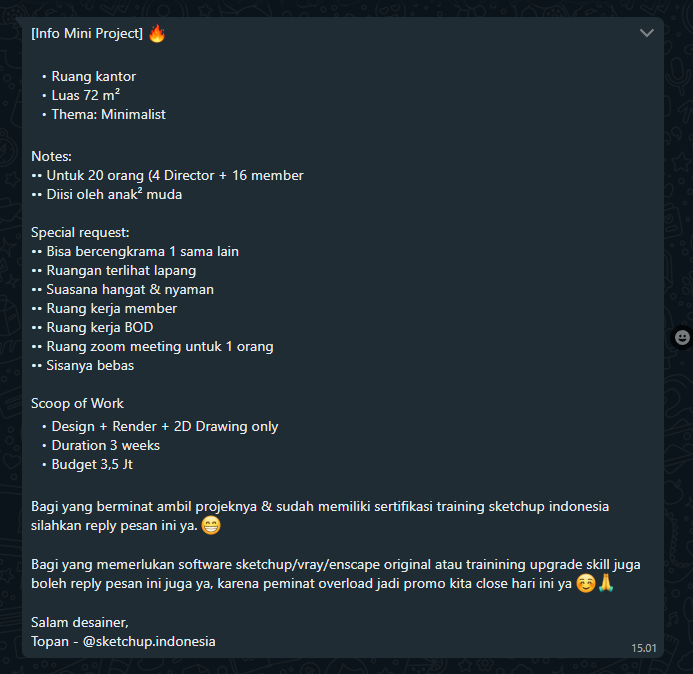 [Info Mini Project] 🔥
• Ruang kantor
• Luas 72 m²
• Thema: Minimalist
Notes:
•• Untuk 20 orang (4 Director + 16 member
•• Diisi oleh anak² muda
Special request:
•• Bisa bercengkrama 1 sama lain
•• Ruangan terlihat lapang
•• Suasana hangat & nyaman
•• Ruang kerja member
•• Ruang kerja BOD
•• Ruang zoom meeting untuk 1 orang
•• Sisanya bebas
Scoop of Work
• Design + Render + 2D Drawing only
• Duration 3 weeks
• Budget 3,5 Jt
Bagi yang berminat ambil projeknya & sudah memiliki sertifikasi training sketchup indonesia
silahkan reply pesan ini ya. 😁
Bagi yang memerlukan software sketchup/vray/enscape original atau trainining upgrade skill juga
boleh reply pesan ini juga ya, karena peminat overload jadi promo kita close hari ini ya ☺️🙏
Salam desainer,
Topan - @sketchup.indonesia
15.01